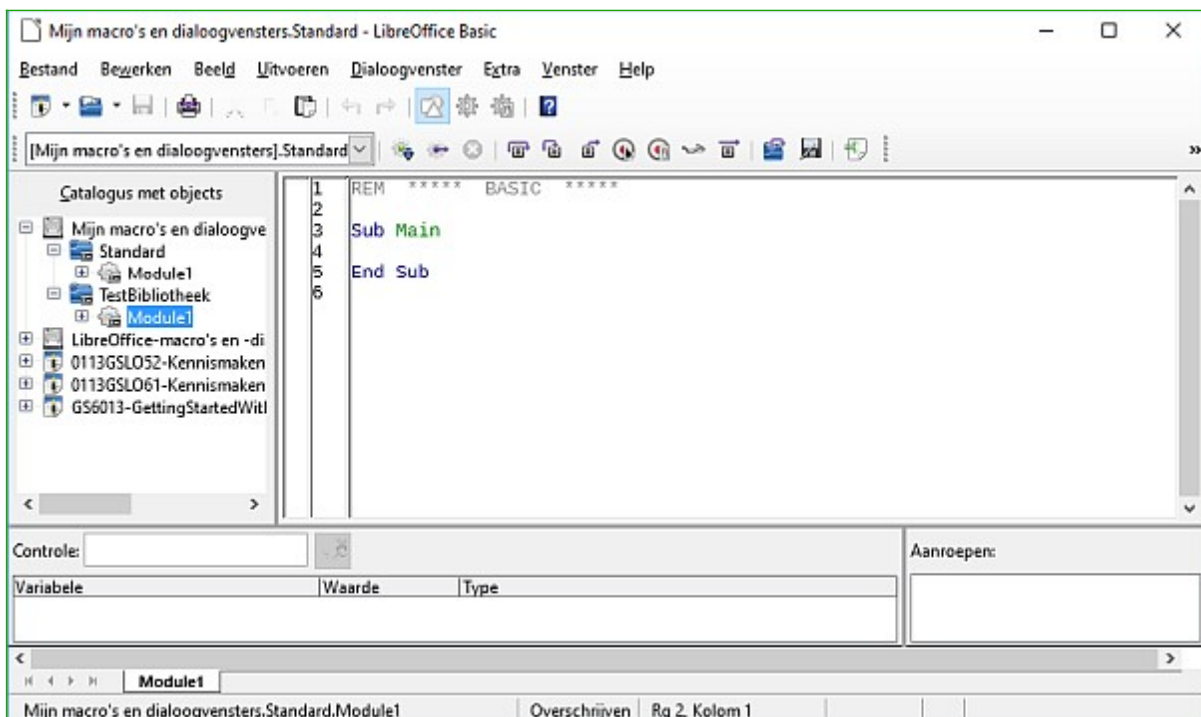 Mijn macro's en dialoogvensters.Standard - LibreOffice Basic
Bestand Bewerken Beeld Uitvoeren Dialoogvenster Extra Venster Help
[Mijn macro's en dialoogvensters].Standard
Catalogus met objects
Mijn macro's en dialoogve
Standard
Module1
TestBibliotheek
Module1
LibreOffice-macro's en -di
0113GSLO52-Kennismaken
0113GSLO61-Kennismaken
GS6013-GettingStartedWitl
1 REM ***** BASIC *****
2
3 Sub Main
4
5 End Sub
6
Controle:
Aanroepen:
Variabele Waarde Type
Module1
Mijn macro's en dialoogvensters.Standard.Module1 Overschrijven Rg 2, Kolom 1